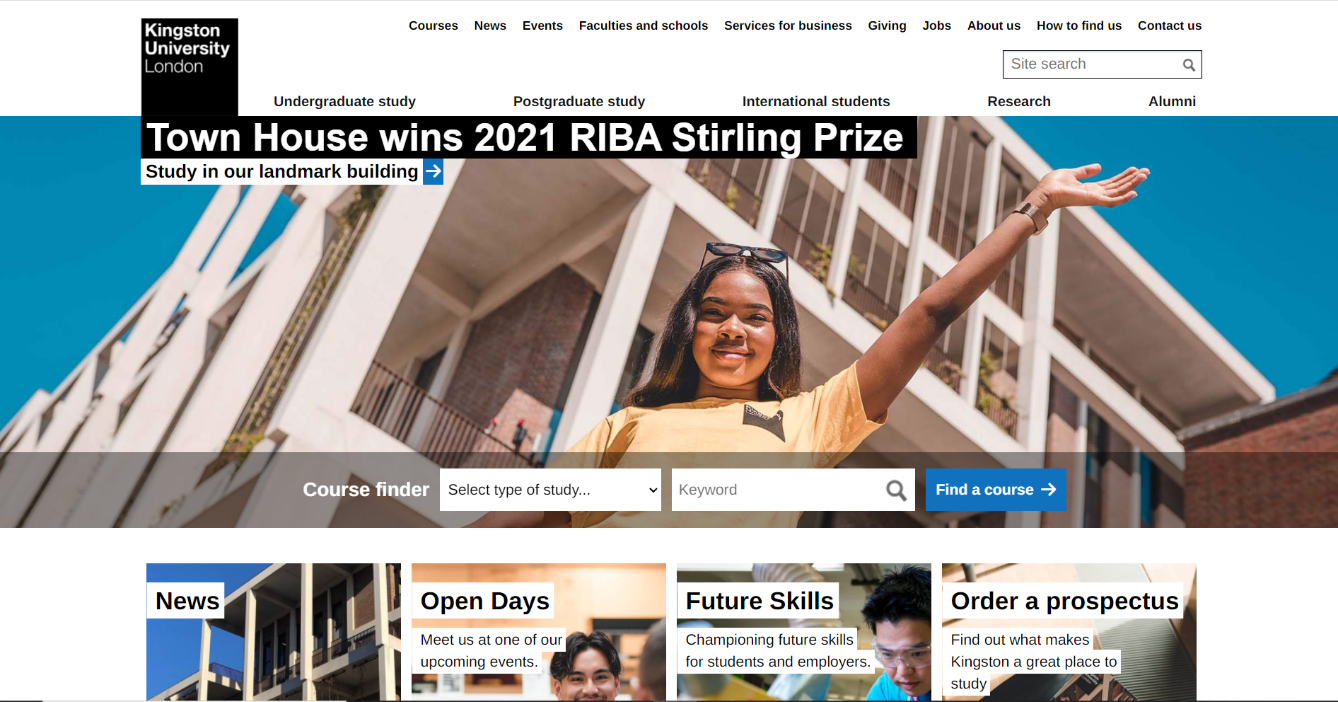 Kingston
University
London
Courses News Events Faculties and schools Services for business Giving Jobs About us How to find us Contact us
Site search
Undergraduate study Postgraduate study International students Research Alumni
Town House wins 2021 RIBA Stirling Prize
Study in our landmark building
Course finder Select type of study... Keyword Find a course
News
Open Days
Meet us at one of our
upcoming events.
Future Skills
Championing future skills
for students and employers.
Order a prospectus
Find out what makes
Kingston a great place to
study